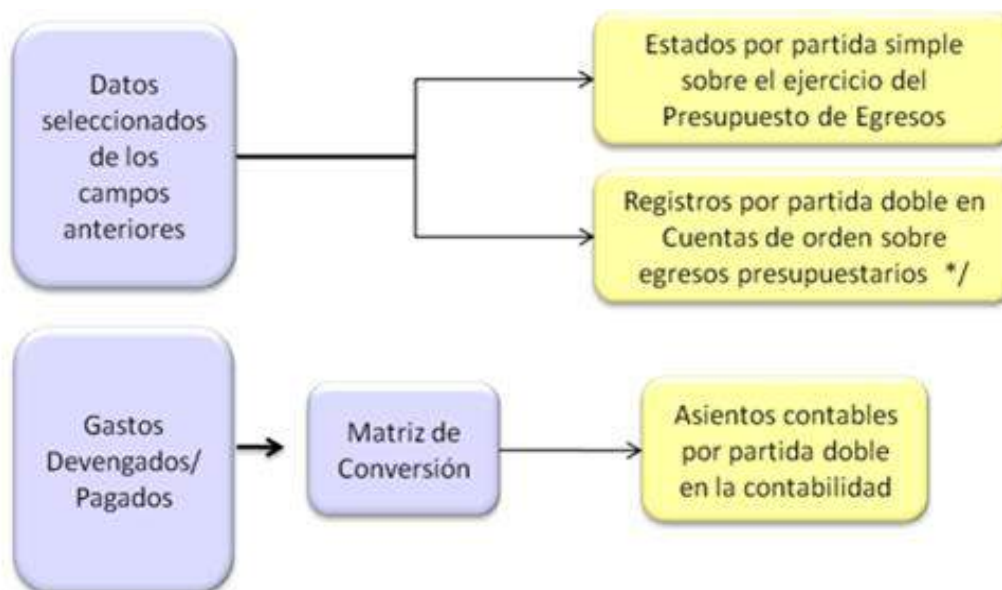 Datos
seleccionados
de los
campos
anteriores
Estados por partida simple
sobre el ejercicio del
Presupuesto de Egresos
Registros por partida doble en
Cuentas de orden sobre
egresos presupuestarios */
Gastos
Devengados/
Pagados
Matriz de
Conversión
Asientos contables
por partida doble
en la contabilidad